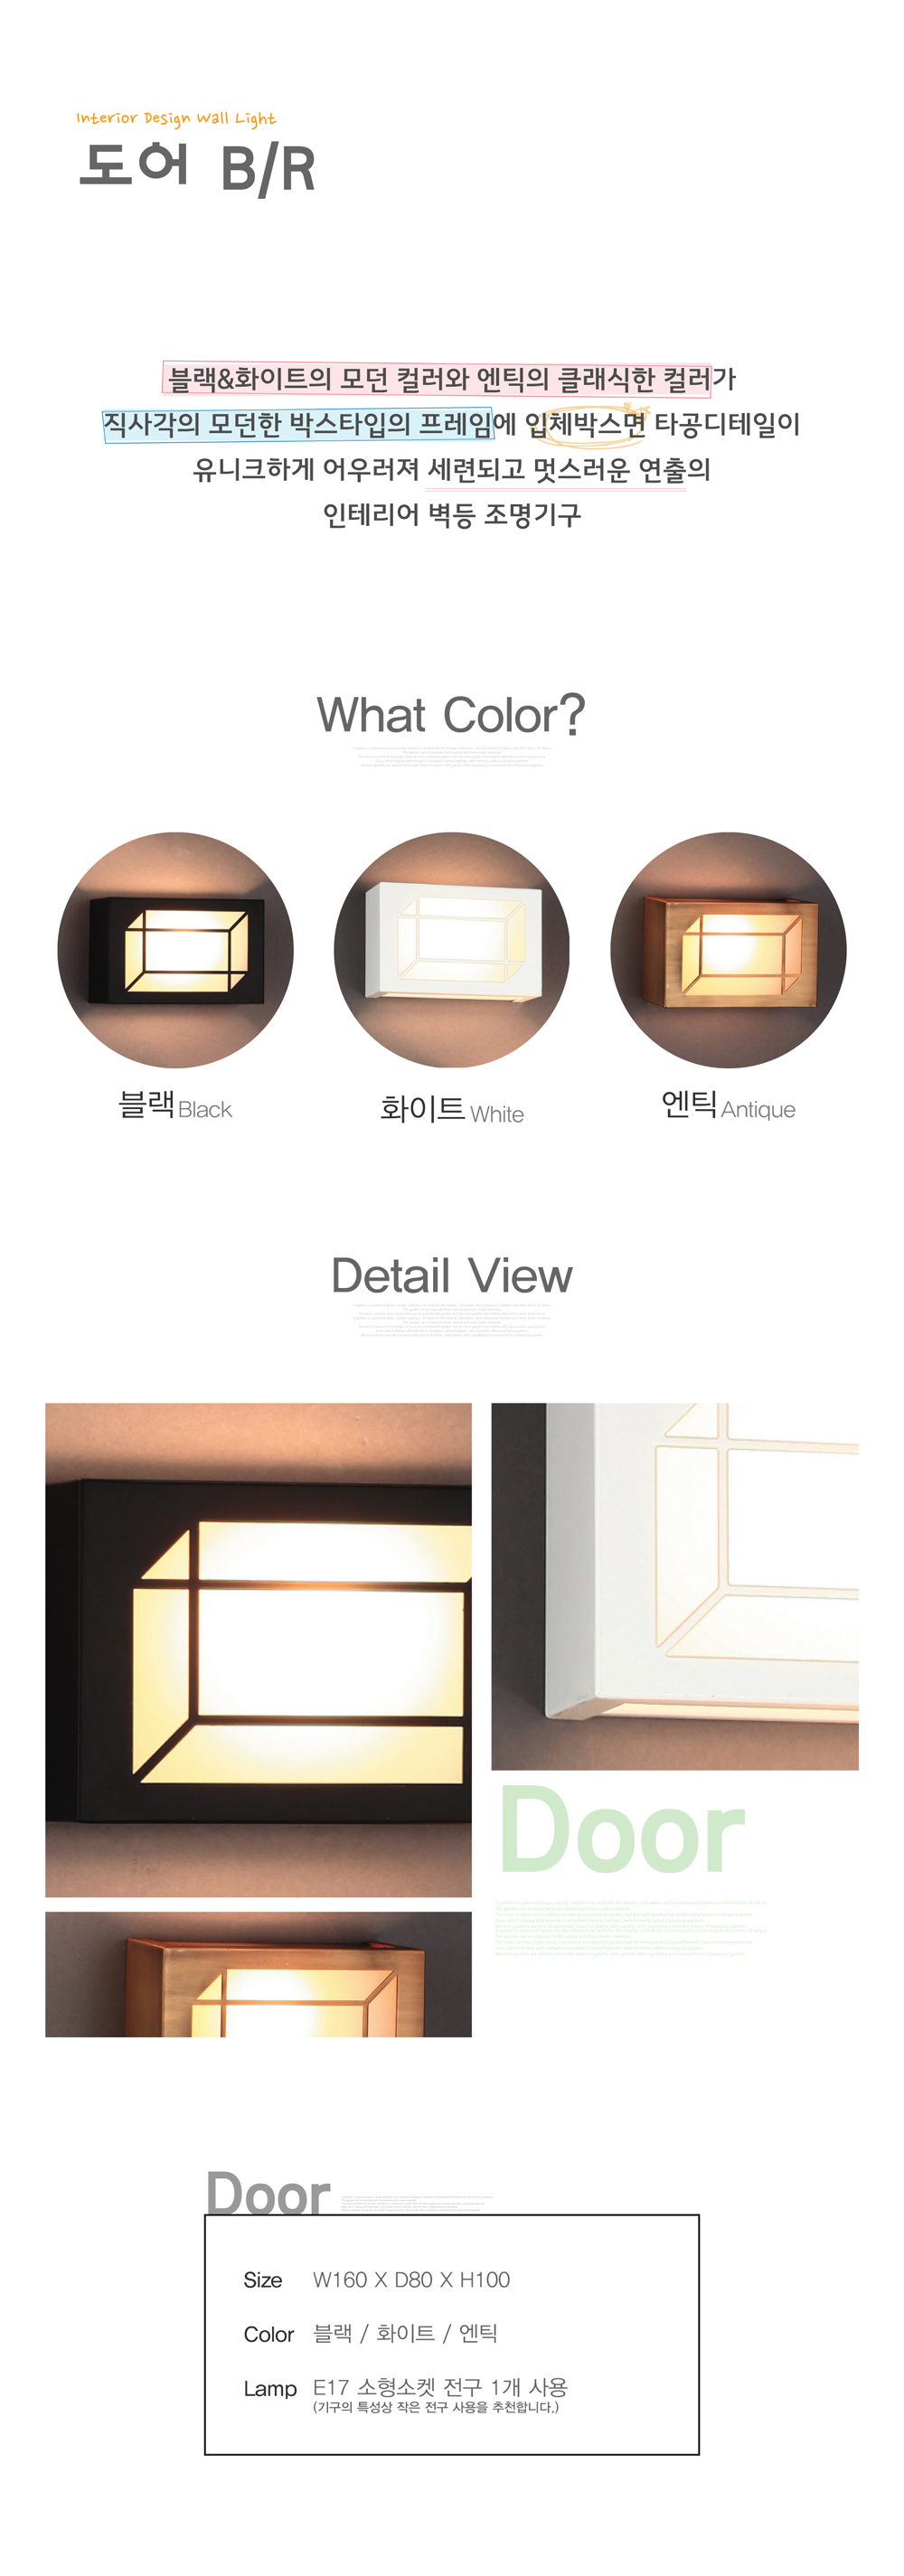 Interior Design Wall Light
도어 B/R
블랙&화이트의 모던 컬러와 엔틱의 클래식한 컬러가
직사각의 모던한 박스타입의 프레임에 입체박스면 타공디테일이
유니크하게 어우러져 세련되고 멋스러운 연출의
인테리어 벽등 조명기구
What Color?
블랙 Black
화이트 White
엔틱 Antique
Detail View
Door
Door
Size W160 X D80 X H100
Color 블랙 / 화이트 / 엔틱
Lamp E17 소형소켓 전구 1개 사용
(기구의 특성상 작은 전구 사용을 추천합니다.)